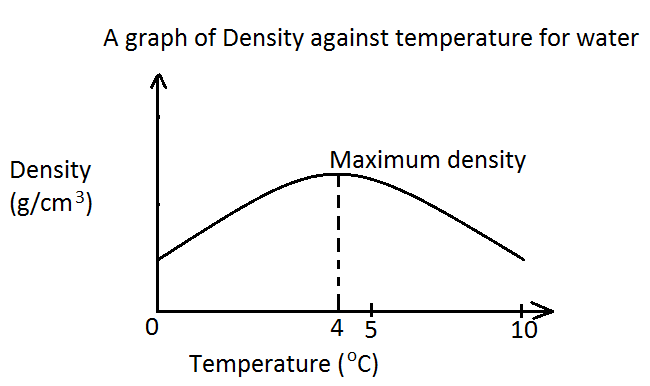 A graph of Density against temperature for water
Maximum density
Density
(g/cm³)
0
4
5
10
Temperature (°C)